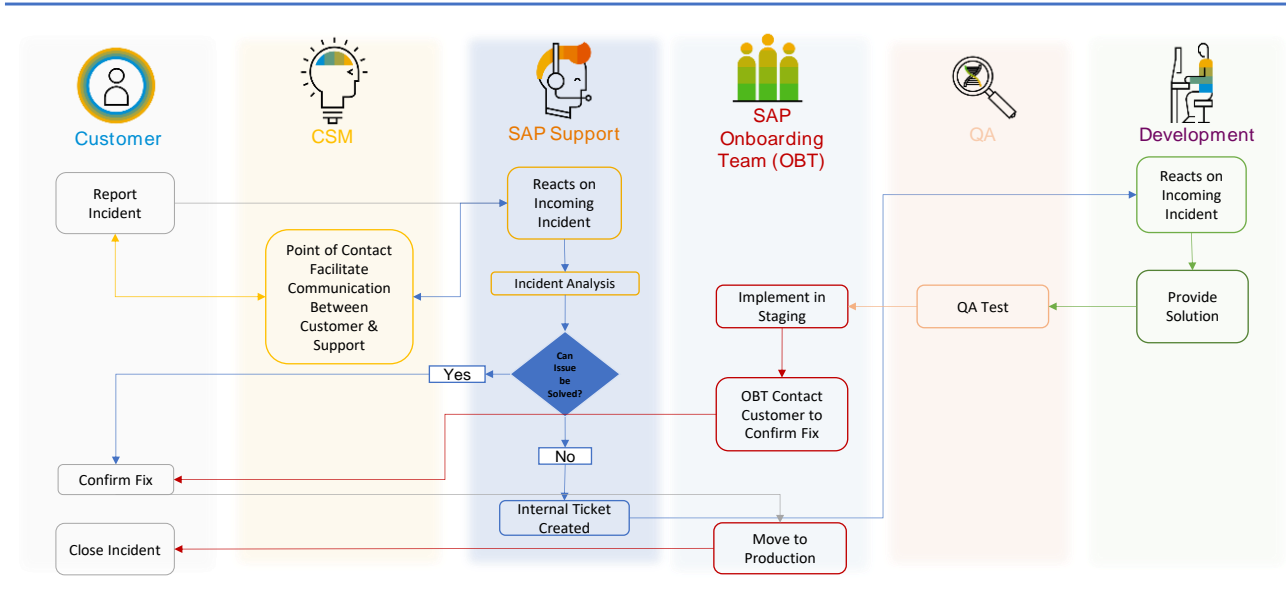 Customer
CSM
SAP Support
SAP
Onboarding
Team (OBT)
QA
Development
Report
Incident
Reacts on
Incoming
Incident
Reacts on
Incoming
Incident
Point of Contact
Facilitate
Communication
Between
Customer &
Support
Incident Analysis
Implement in
Staging
QA Test
Provide
Solution
Can
Issue
be
Solved?
Yes
OBT Contact
Customer to
Confirm Fix
No
Confirm Fix
Internal Ticket
Created
Close Incident
Move to
Production